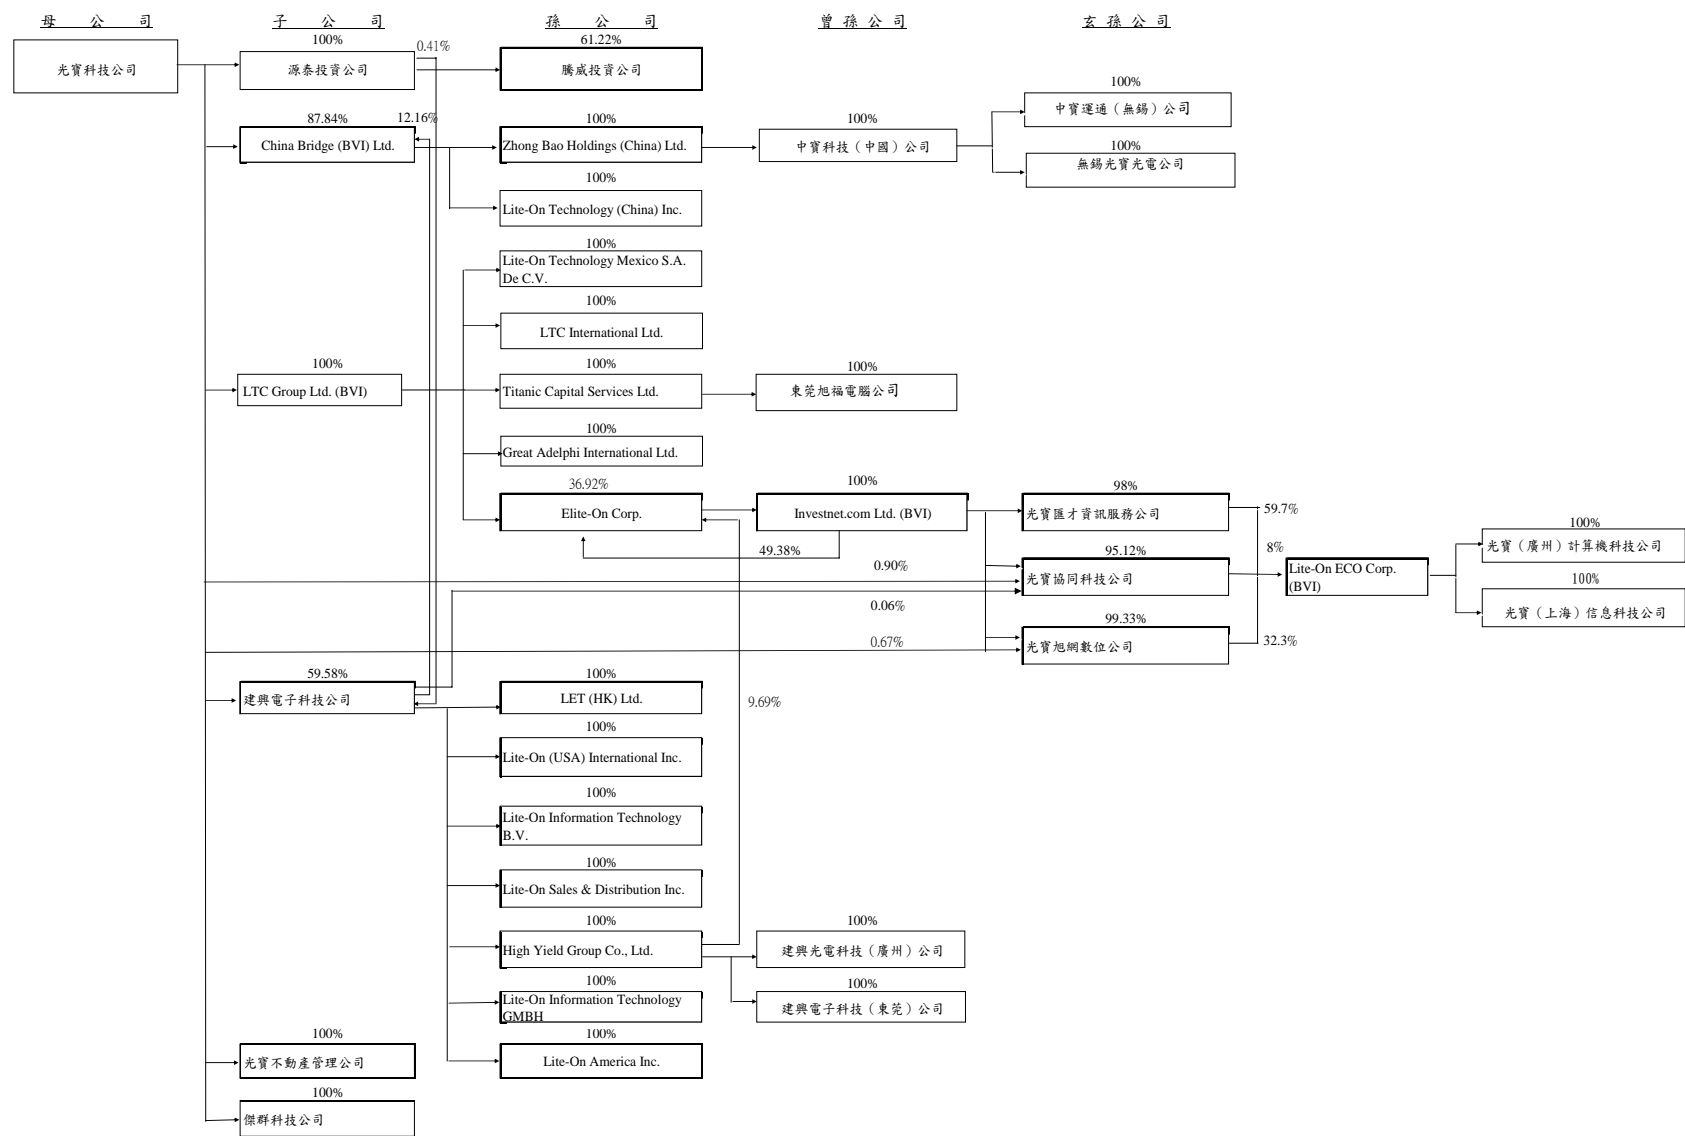 母 公 司
子 公 司
孫 公 司
曾 孫 公 司
玄 孫 公 司
100%
0.41%
61.22%
光寶科技公司
源泰投資公司
騰威投資公司
100%
中寶運通（無錫）公司
87.84%
12.16%
100%
100%
China Bridge (BVI) Ltd.
Zhong Bao Holdings (China) Ltd.
中寶科技（中國）公司
100%
無錫光寶光電公司
100%
Lite-On Technology (China) Inc.
100%
Lite-On Technology Mexico S.A.
De C.V.
100%
LTC International Ltd.
100%
100%
100%
LTC Group Ltd. (BVI)
Titanic Capital Services Ltd.
東莞旭福電腦公司
100%
Great Adelphi International Ltd.
36.92%
100%
98%
Elite-On Corp.
Investnet.com Ltd. (BVI)
光寶匯才資訊服務公司
59.7%
49.38%
95.12%
8%
100%
光寶（廣州）計算機科技公司
0.90%
光寶協同科技公司
Lite-On ECO Corp.
(BVI)
100%
0.06%
光寶（上海）信息科技公司
99.33%
0.67%
光寶旭網數位公司
32.3%
59.58%
100%
建興電子科技公司
LET (HK) Ltd.
9.69%
100%
Lite-On (USA) International Inc.
100%
Lite-On Information Technology
B.V.
100%
Lite-On Sales & Distribution Inc.
100%
100%
High Yield Group Co., Ltd.
建興光電科技（廣州）公司
100%
100%
Lite-On Information Technology
GMBH
建興電子科技（東莞）公司
100%
100%
光寶不動產管理公司
Lite-On America Inc.
100%
傑群科技公司